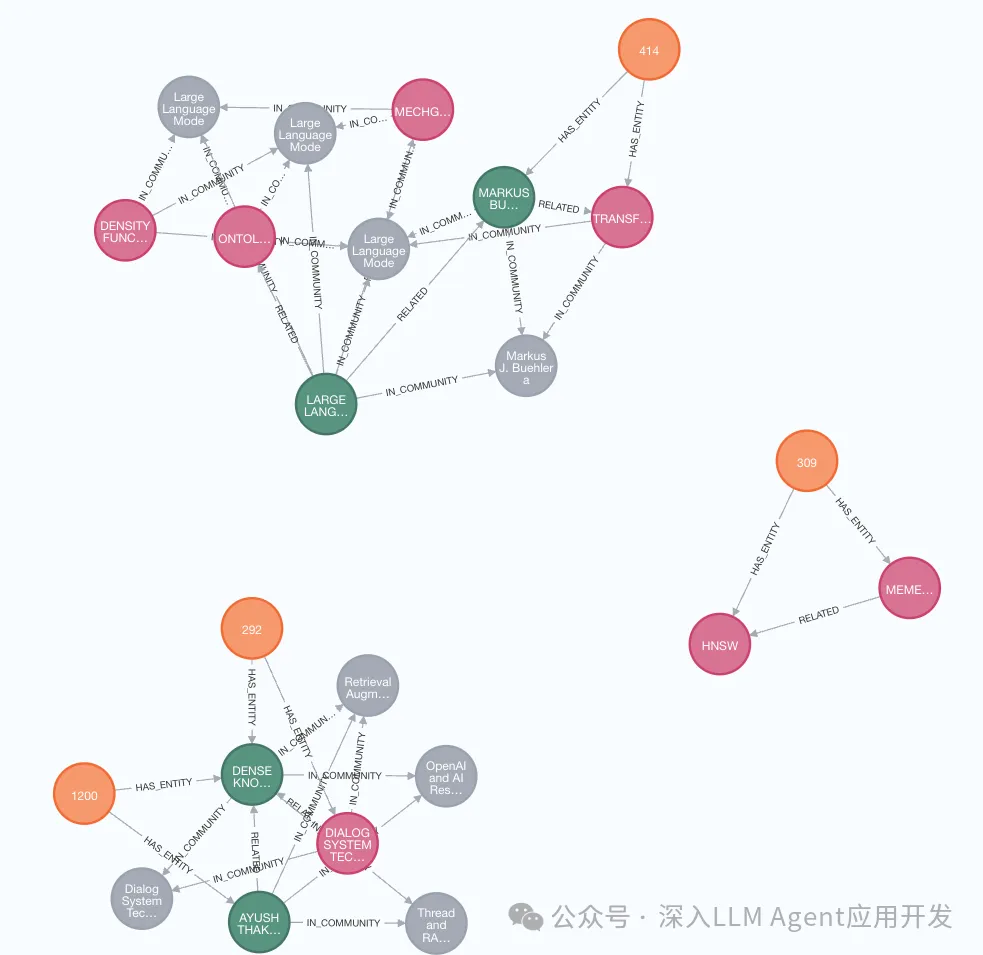 414
HAS_ENTITY
HAS_ENTITY
Large
Language
Mode
IN_COMMUNITY
Large
Language
Mode
IN_CO...
MECHG...
IN_COMMU...
IN_COMMU...
IN_COMMUNITY
IN_CO...
IN_COMMUN...
MARKUS
BU...
RELATED
TRANSF...
DENSITY
FUNC...
ONTOL...
IN_COMM...
Large
Language
Mode
IN_COMM...
IN_COMMUNITY
IN_COMMUNITY
RELATED
IN_COMMUNITY
RELATED
IN_COMMUNITY
IN_COMMUNITY
Markus
J. Buehler
a
LARGE
LANG...
IN_COMMUNITY
309
HAS_ENTITY
HAS_ENTITY
MEME...
RELATED
HNSW
292
HAS_ENTITY
HAS_ENTITY
Retrieval
Augm...
IN_COMMUN...
IN_COMMUNITY
DENSE
KNO...
IN_COMMUNITY
OpenAI
and AI
Res...
1200
HAS_ENTITY
HAS_ENTITY
IN_COMMUNITY
RELATED
IN_COMMUNITY
DIALOG
SYSTEM
TEC...
IN_COMMUNITY
Dialog
System
Tec...
AYUSH
THAK...
IN_COMMUNITY
Thread
and
RA...
公众号 · 深入LLM Agent应用开发